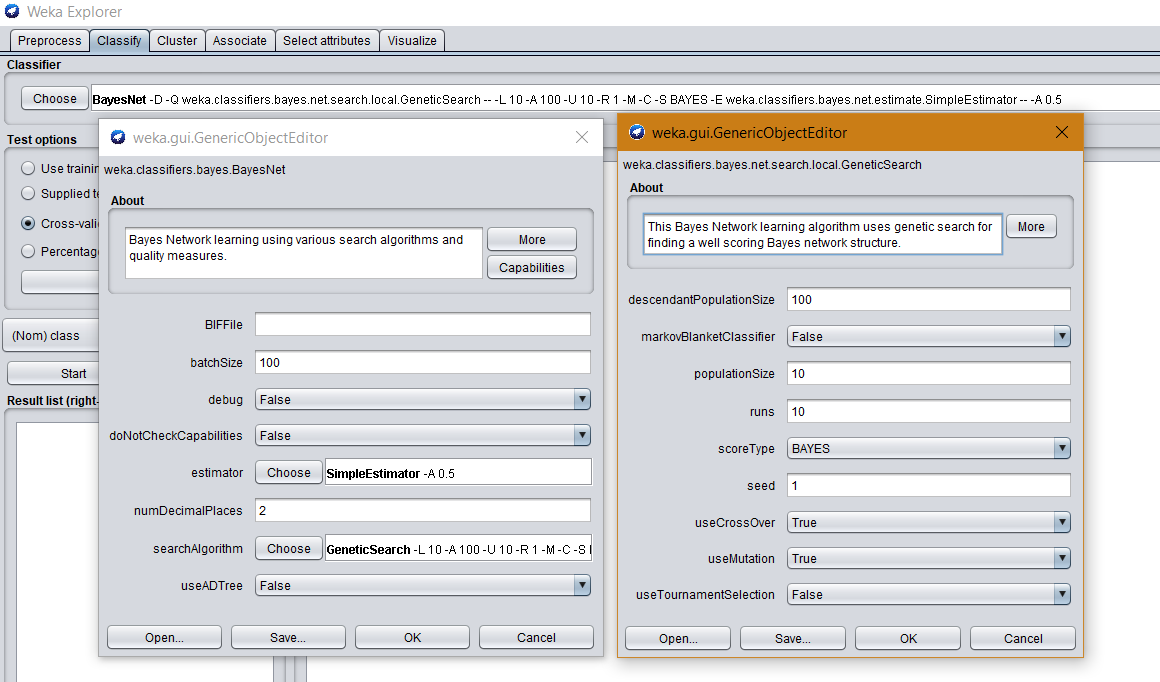 Weka Explorer
Preprocess Classify Cluster Associate Select attributes Visualize
Classifier
Choose BayesNet -D -Q weka.classifiers.bayes.net.search.local.GeneticSearch -- -L 10 -A 100 -U 10 -R 1 -M -C -S BAYES -E weka.classifiers.bayes.net.estimate.SimpleEstimator -- -A 0.5
Test options
Use trainin
Supplied te
Cross-vali
Percentag
(Nom) class
Start
Result list (right-
weka.gui.GenericObjectEditor
weka.classifiers.bayes.BayesNet
About
Bayes Network learning using various search algorithms and
quality measures.
More
Capabilities
BIFFile
batchSize 100
debug False
doNotCheckCapabilities False
estimator Choose SimpleEstimator -A 0.5
numDecimalPlaces 2
searchAlgorithm Choose GeneticSearch -L 10 -A 100 -U 10 -R 1 -M -C -S
useADTree False
Open... Save... OK Cancel
weka.gui.GenericObjectEditor
weka.classifiers.bayes.net.search.local.GeneticSearch
About
This Bayes Network learning algorithm uses genetic search for
finding a well scoring Bayes network structure.
More
descendantPopulationSize 100
markovBlanketClassifier False
populationSize 10
runs 10
scoreType BAYES
seed 1
useCrossOver True
useMutation True
useTournamentSelection False
Open... Save... OK Cancel